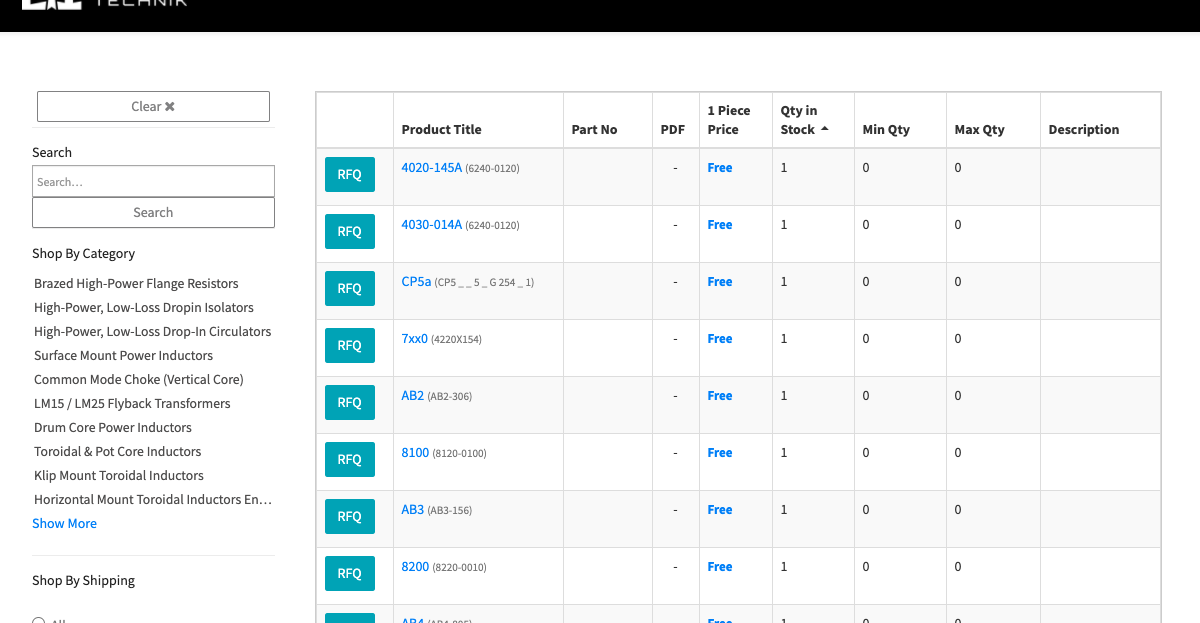 TECHNIK
Clear ✖
Search
Search...
Search
Shop By Category
Brazed High-Power Flange Resistors
High-Power, Low-Loss Dropin Isolators
High-Power, Low-Loss Drop-In Circulators
Surface Mount Power Inductors
Common Mode Choke (Vertical Core)
LM15 / LM25 Flyback Transformers
Drum Core Power Inductors
Toroidal & Pot Core Inductors
Klip Mount Toroidal Inductors
Horizontal Mount Toroidal Inductors En...
Show More
Shop By Shipping
All
Product Title Part No PDF 1 Piece Price Qty in Stock Min Qty Max Qty Description
RFQ 4020-145A (6240-0120) - Free 1 0 0
RFQ 4030-014A (6240-0120) - Free 1 0 0
RFQ CP5a (CP5 _ _ 5 _ G 254 _ 1) - Free 1 0 0
RFQ 7xx0 (4220X154) - Free 1 0 0
RFQ AB2 (AB2-306) - Free 1 0 0
RFQ 8100 (8120-0100) - Free 1 0 0
RFQ AB3 (AB3-156) - Free 1 0 0
RFQ 8200 (8220-0010) - Free 1 0 0
AB4 Free 1 0 0